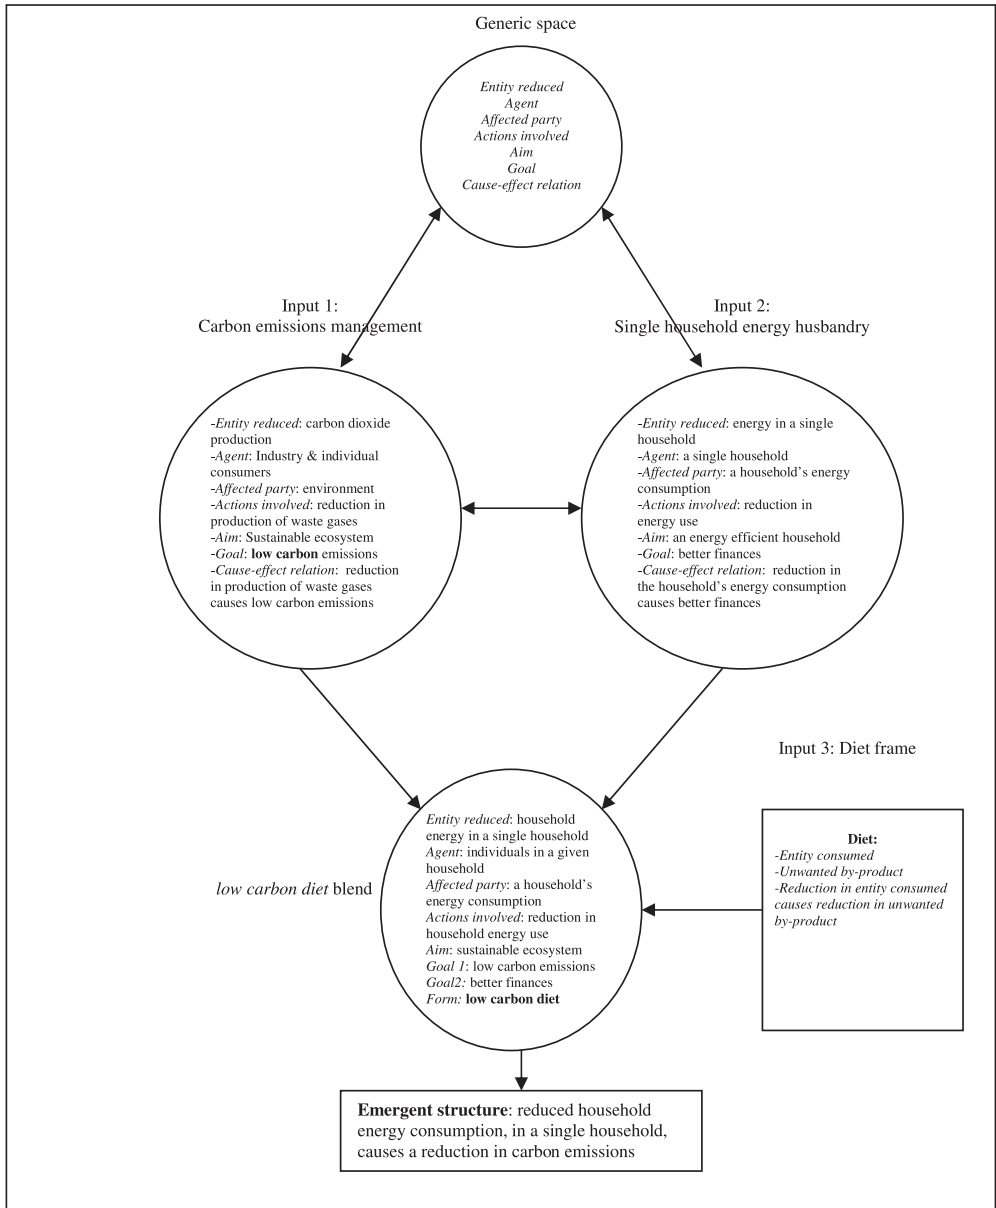 Generic space
Entity reduced
Agent
Affected party
Actions involved
Aim
Goal
Cause-effect relation
Input 1:
Carbon emissions management
Input 2:
Single household energy husbandry
-Entity reduced: carbon dioxide
production
-Agent: Industry & individual
consumers
-Affected party: environment
-Actions involved: reduction in
production of waste gases
-Aim: Sustainable ecosystem
-Goal: low carbon emissions
-Cause-effect relation: reduction
in production of waste gases
causes low carbon emissions
-Entity reduced: energy in a single
household
-Agent: a single household
-Affected party: a household's energy
consumption
-Actions involved: reduction in
energy use
-Aim: an energy efficient household
-Goal: better finances
-Cause-effect relation: reduction in
the household's energy consumption
causes better finances
Input 3: Diet frame
low carbon diet blend
Entity reduced: household
energy in a single household
Agent: individuals in a given
household
Affected party: a household's
energy consumption
Actions involved: reduction in
household energy use
Aim: sustainable ecosystem
Goal 1: low carbon emissions
Goal2: better finances
Form: low carbon diet
Diet:
-Entity consumed
-Unwanted by-product
-Reduction in entity consumed
causes reduction in unwanted
by-product
Emergent structure: reduced household
energy consumption, in a single household,
causes a reduction in carbon emissions